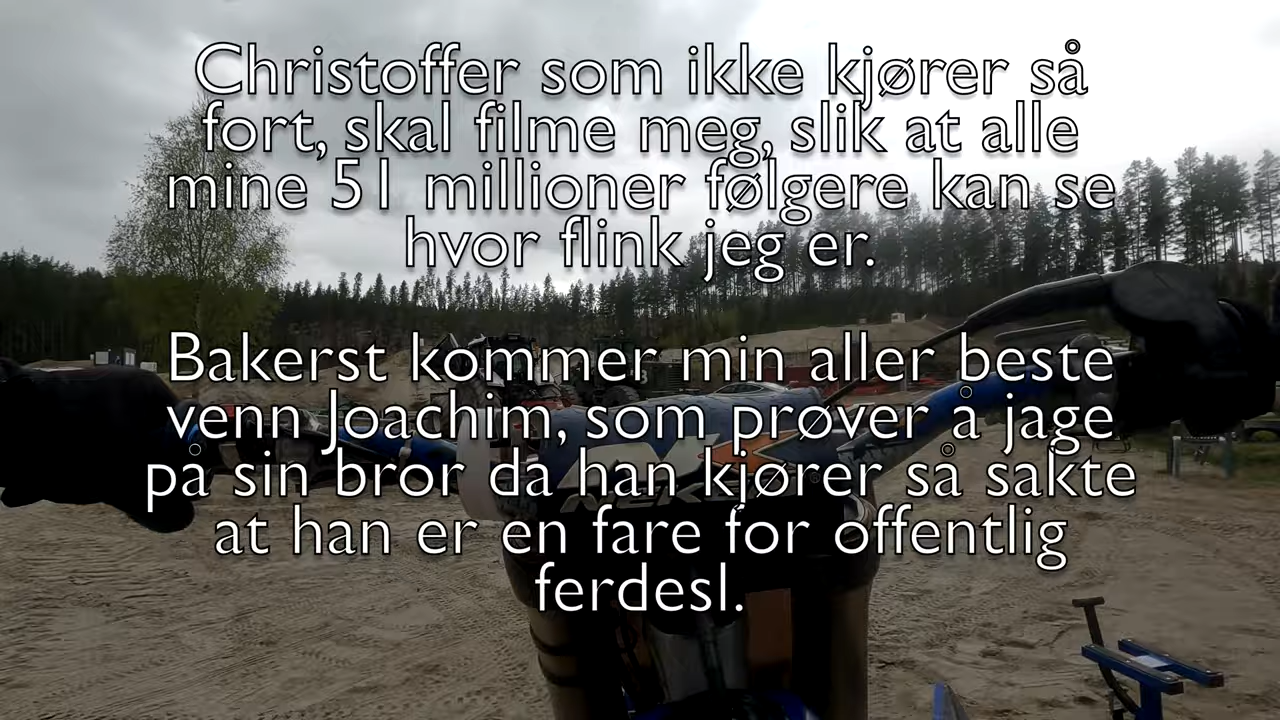 Christoffer som ikke kjører så
fort, skal filme meg, slik at alle
mine 51 millioner følgere kan se
hvor flink jeg er.
Bakerst kommer min aller beste
venn Joachim, som prøver å jage
på sin bror da han kjører så sakte
at han er en fare for offentlig
ferdesl.